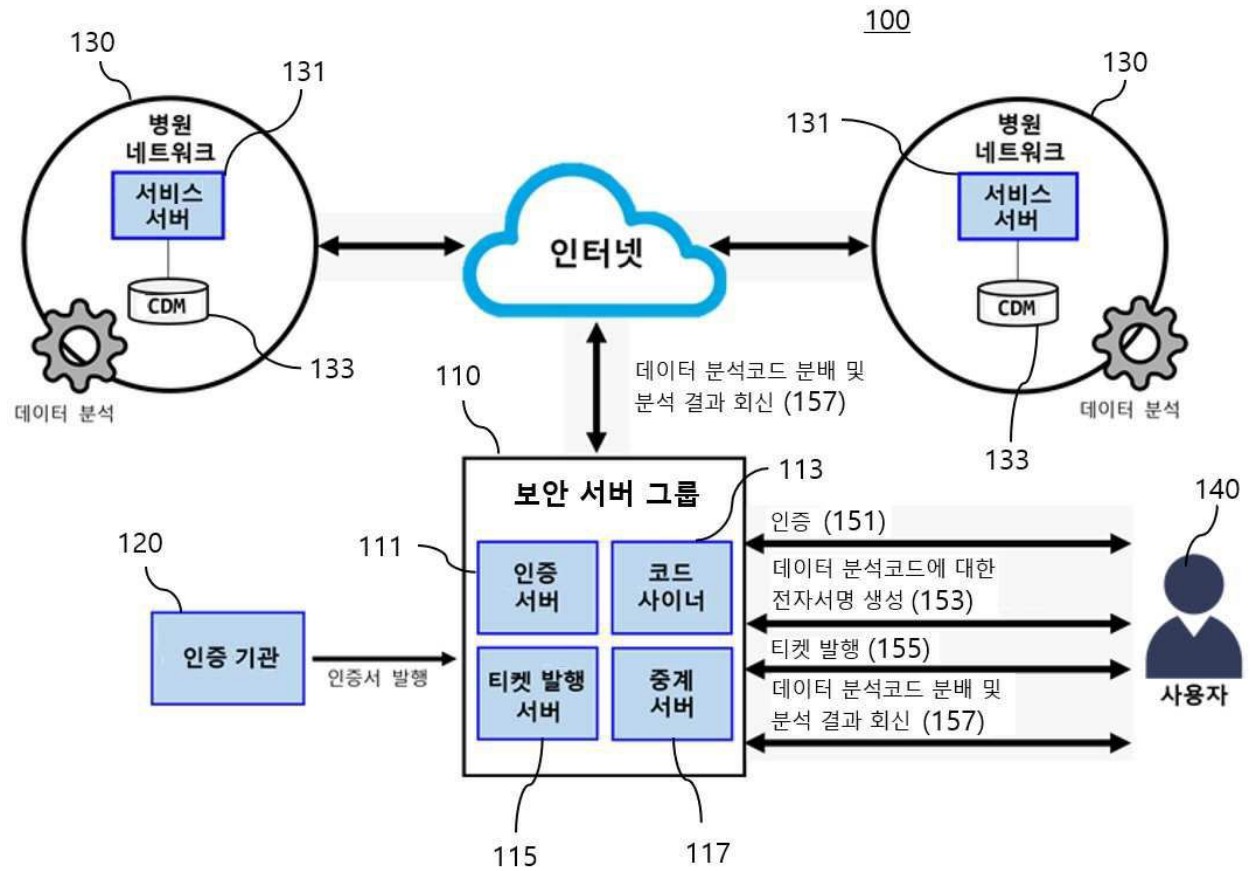 100
130
131
병원
네트워크
서비스
서버
CDM
133
데이터 분석
인터넷
130
131
병원
네트워크
서비스
서버
CDM
133
데이터 분석
데이터 분석코드 분배 및
분석 결과 회신 (157)
110
보안 서버 그룹
113
111
인증
서버
코드
사이너
티켓 발행
서버
중계
서버
115
117
120
인증 기관
인증서 발행
인증 (151)
데이터 분석코드에 대한
전자서명 생성 (153)
티켓 발행 (155)
데이터 분석코드 분배 및
분석 결과 회신 (157)
140
사용자